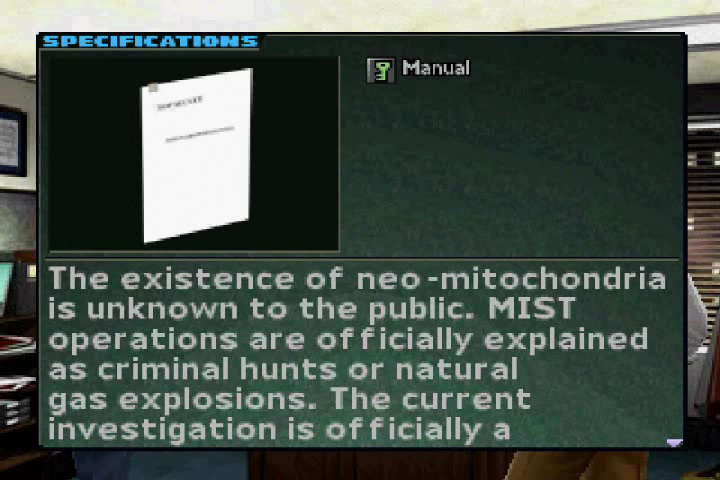 SPECIFICATIONS
Manual
The existence of neo-mitochondria
is unknown to the public. MIST
operations are officially explained
as criminal hunts or natural
gas explosions. The current
investigation is officially a